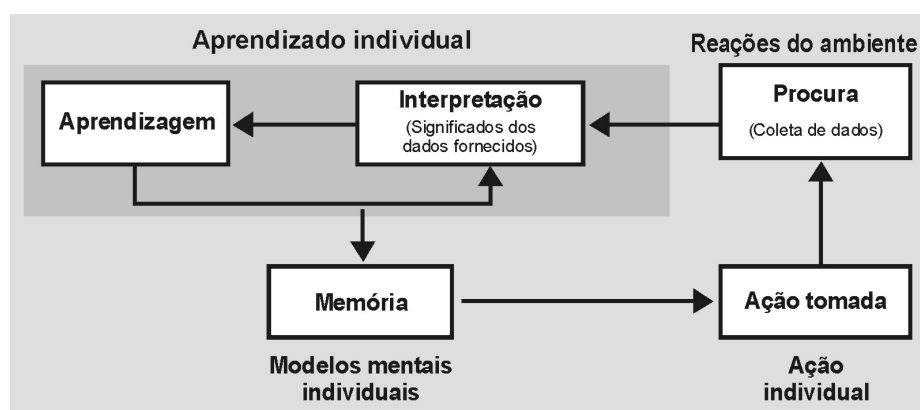 Aprendizado individual
Reações do ambiente
Aprendizagem
Interpretação
(Significados dos
dados fornecidos)
Procura
(Coleta de dados)
Memória
Ação tomada
Modelos mentais
individuais
Ação
individual